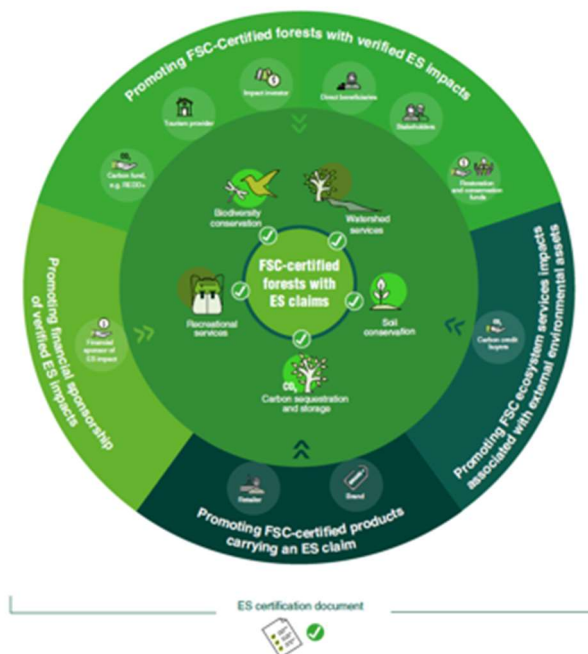 Promoting FSC-Certified forests with verified ES impacts
Impact investor
Direct beneficiaries
Tourism provider
Stakeholders
Carbon fund,
e.g. REDD+
Restoration
and conservation
funds
Biodiversity
conservation
Watershed
services
FSC-certified
forests with
ES claims
Recreational
services
Soil
conservation
CO₂
Carbon sequestration
and storage
Promoting financial sponsorship
of verified ES impacts
Financial
sponsor of
ES impact
Carbon credit
buyers
Promoting FSC ecosystem services impacts
associated with external environmental assets
Retailer
Brand
Promoting FSC-certified products
carrying an ES claim
ES certification document